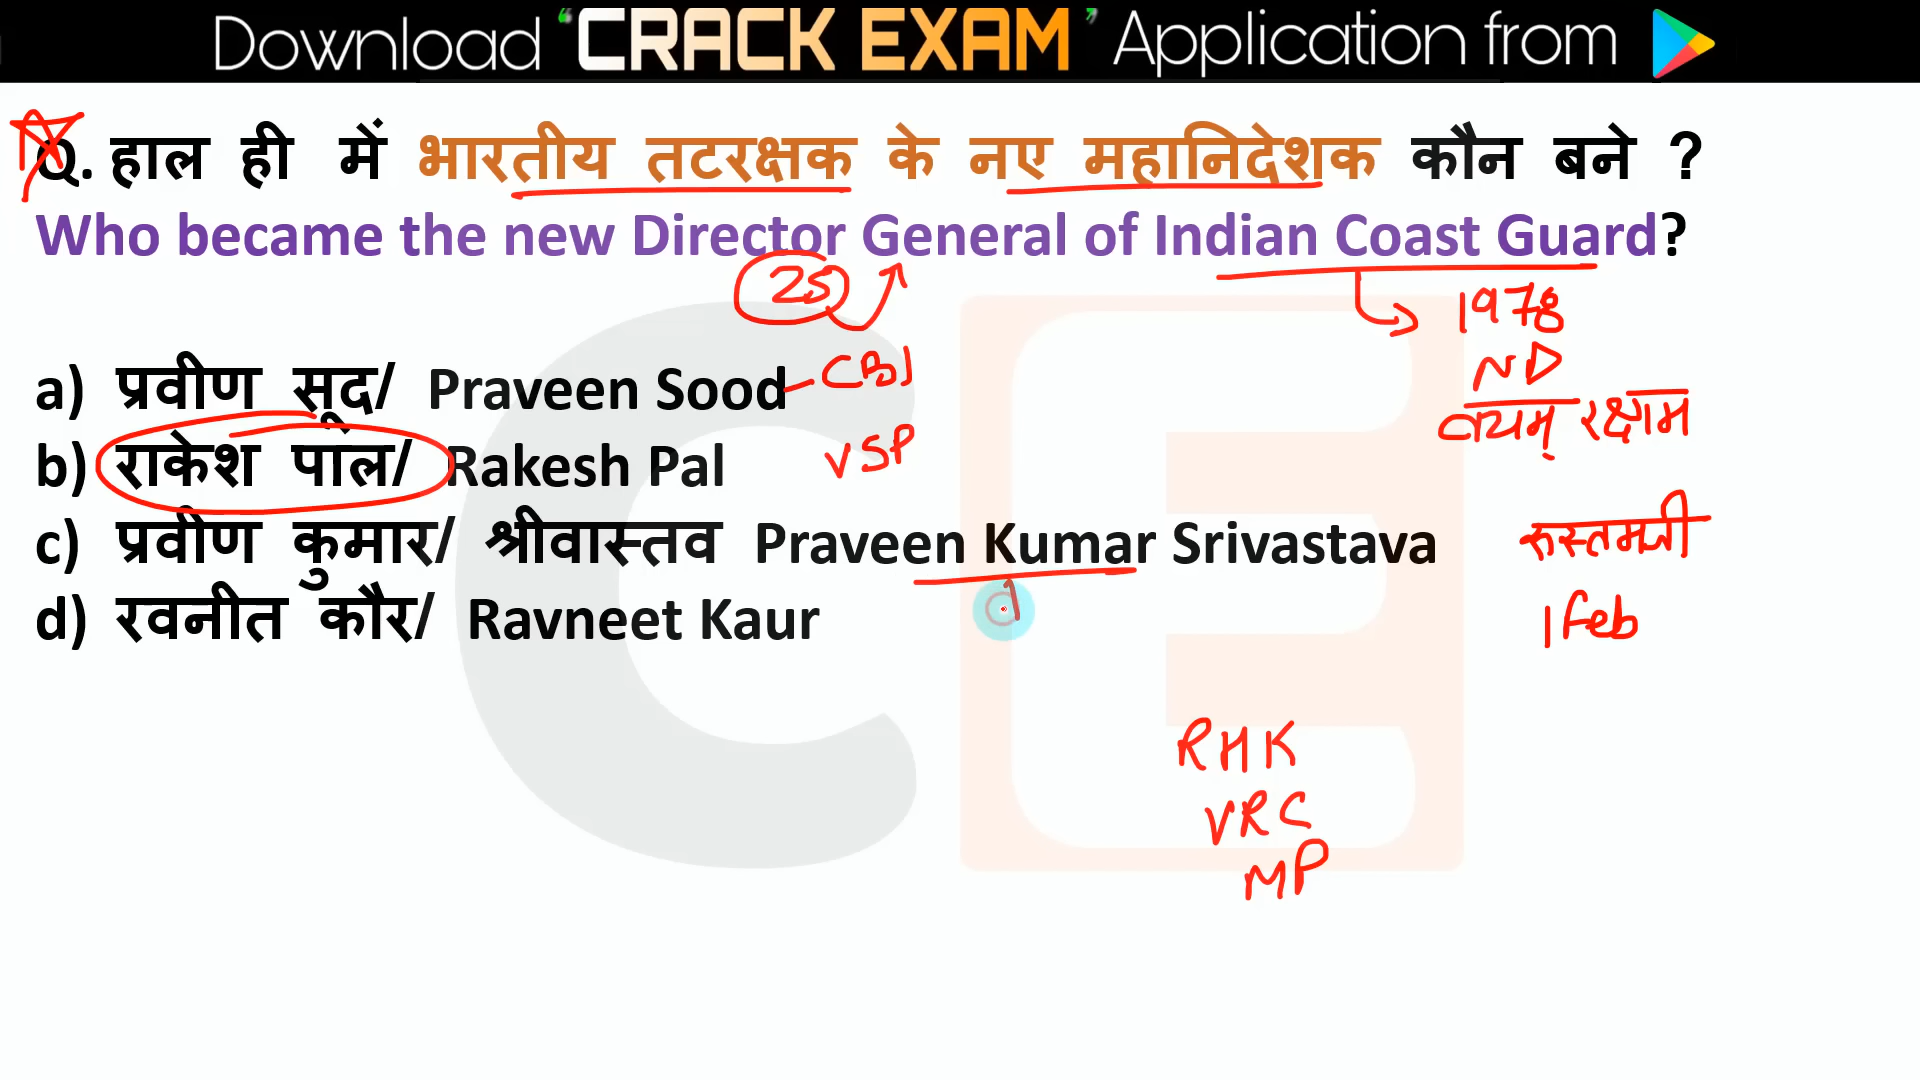 Download ‘CRACK EXAM’ Application from
Q. हाल ही में भारतीय तटरक्षक के नए महानिदेशक कौन बने ?
Who became the new Director General of Indian Coast Guard?
25
1978
ND
वयम् रक्षाम
a) प्रवीण सूद/ Praveen Sood
CBI
b) राकेश पाल/ Rakesh Pal
VSP
c) प्रवीण कुमार/ श्रीवास्तव Praveen Kumar Srivastava
रुस्तमजी
d) रवनीत कौर/ Ravneet Kaur
1 Feb
RHK
VRC
MP
CE